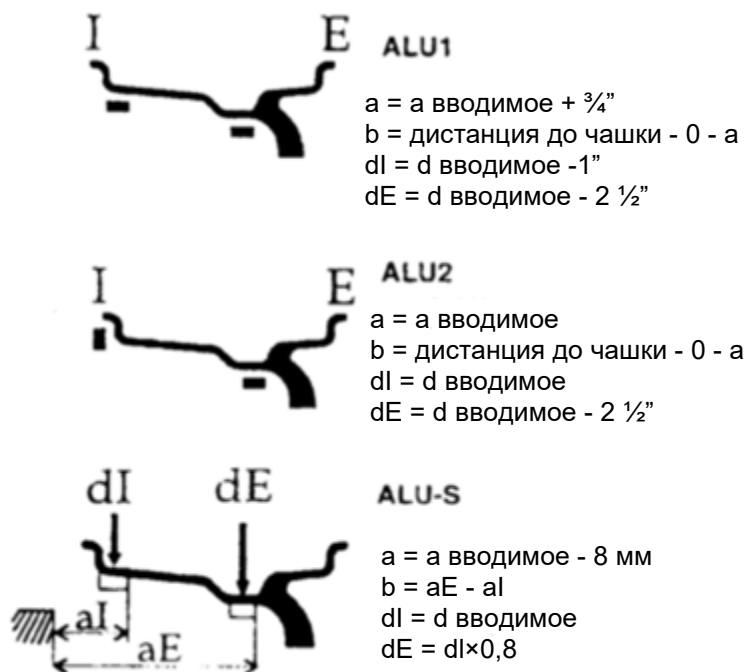 I E ALU1
a = a вводимое + ¾”
b = дистанция до чашки - 0 - a
dI = d вводимое -1”
dE = d вводимое - 2 ½”
I E ALU2
a = a вводимое
b = дистанция до чашки - 0 - a
dI = d вводимое
dE = d вводимое - 2 ½”
dI dE ALU-S
a = a вводимое - 8 мм
b = aE - aI
dI = d вводимое
aI
dE = dI×0,8
aE